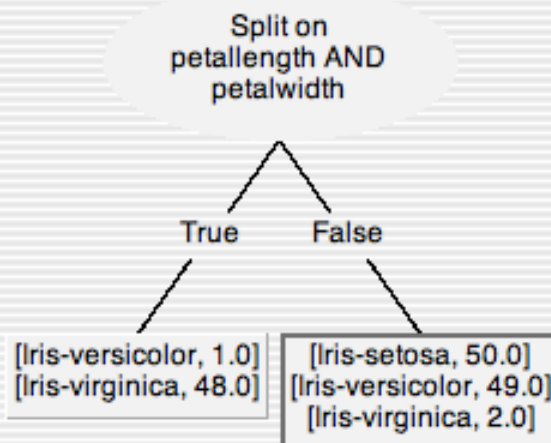 Split on
petallength AND
petalwidth
True
False
[Iris-versicolor, 1.0]
[Iris-virginica, 48.0]
[Iris-setosa, 50.0]
[Iris-versicolor, 49.0]
[Iris-virginica, 2.0]